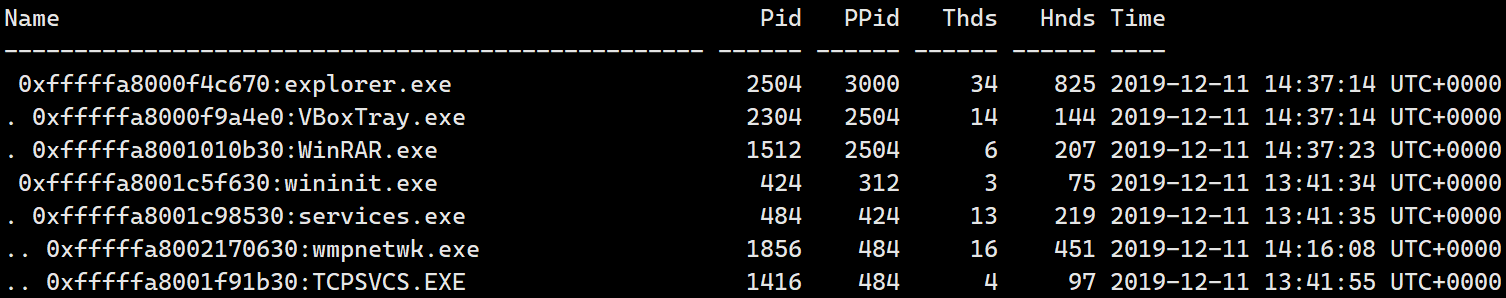 Name                                                  Pid   PPid   Thds   Hnds Time
-------------------------------------------------- ------ ------ ------ ------ ----
 0xfffffa8000f4c670:explorer.exe                     2504   3000     34    825 2019-12-11 14:37:14 UTC+0000
. 0xfffffa8000f9a4e0:VBoxTray.exe                    2304   2504     14    144 2019-12-11 14:37:14 UTC+0000
. 0xfffffa8001010b30:WinRAR.exe                      1512   2504      6    207 2019-12-11 14:37:23 UTC+0000
 0xfffffa8001c5f630:wininit.exe                       424    312      3     75 2019-12-11 13:41:34 UTC+0000
. 0xfffffa8001c98530:services.exe                     484    424     13    219 2019-12-11 13:41:35 UTC+0000
.. 0xfffffa8002170630:wmpnetwk.exe                   1856    484     16    451 2019-12-11 14:16:08 UTC+0000
.. 0xfffffa8001f91b30:TCPSVCS.EXE                    1416    484      4     97 2019-12-11 13:41:55 UTC+0000